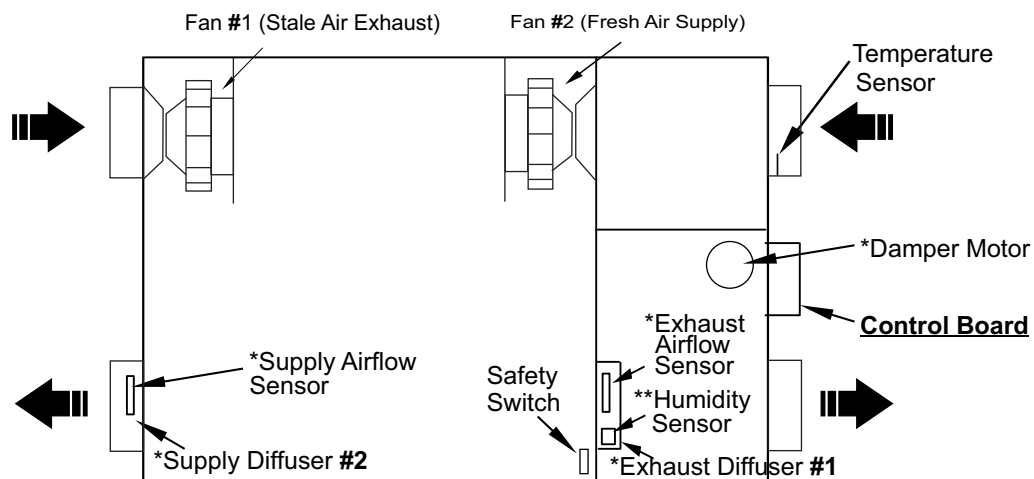 Fan #1 (Stale Air Exhaust)
Fan #2 (Fresh Air Supply)
Temperature
Sensor
*Damper Motor
Control Board
*Exhaust
Airflow
Sensor
**Humidity
Sensor
*Exhaust Diffuser #1
Safety
Switch
*Supply Airflow
Sensor
*Supply Diffuser #2